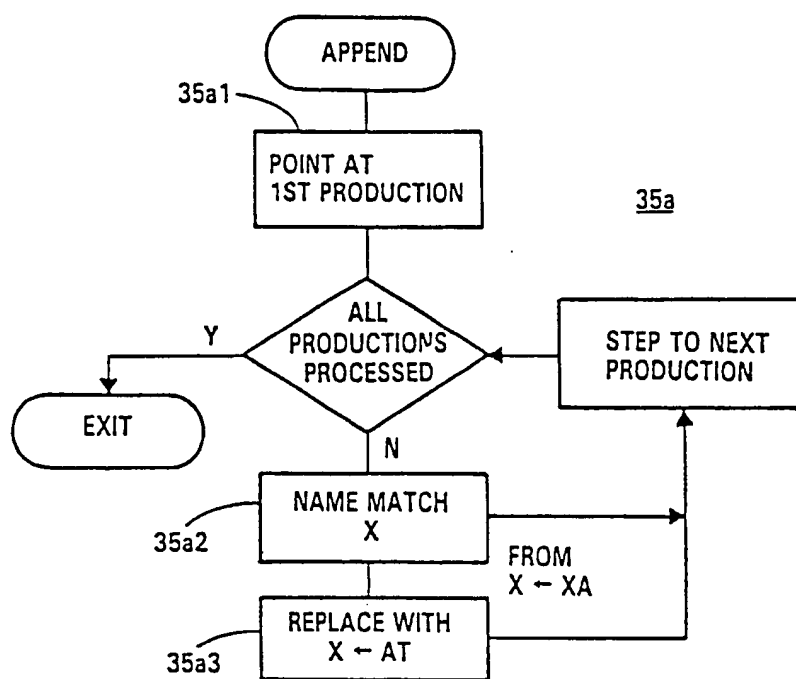 APPEND
35a1
POINT AT
1ST PRODUCTION
35a
ALL
PRODUCTIONS
PROCESSED
Y
STEP TO NEXT
PRODUCTION
EXIT
N
NAME MATCH
X
35a2
FROM
X ← XA
REPLACE WITH
X ← AT
35a3